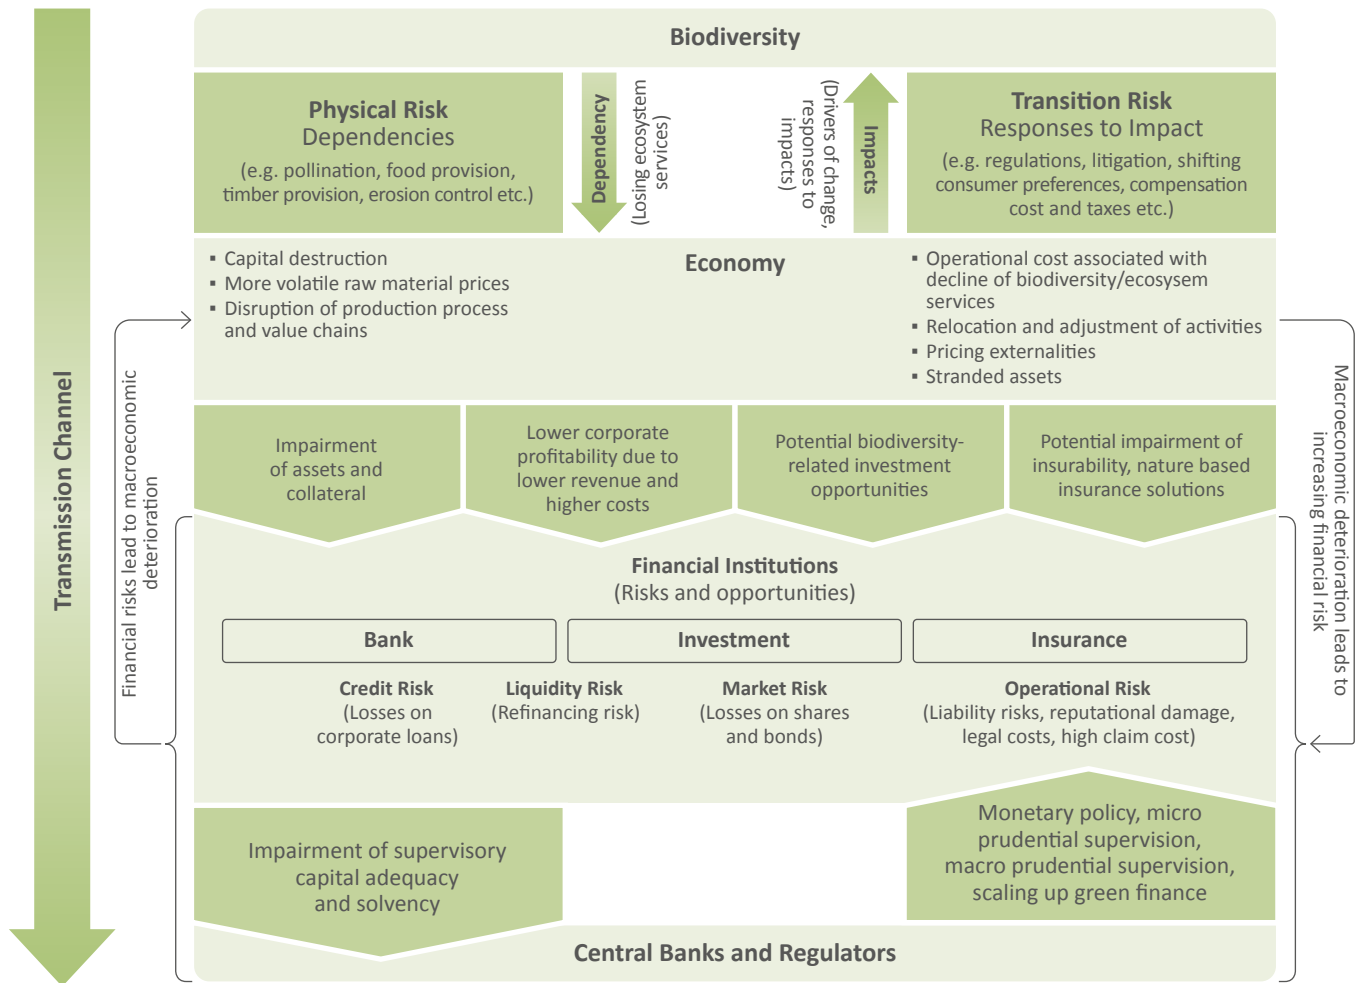 Biodiversity
Physical Risk
Dependencies
(e.g. pollination, food provision,
timber provision, erosion control etc.)
Dependency
(Losing ecosystem
services)
(Drivers of change,
responses to
impacts)
Impacts
Transition Risk
Responses to Impact
(e.g. regulations, litigation, shifting
consumer preferences, compensation
cost and taxes etc.)
▪ Capital destruction
▪ More volatile raw material prices
▪ Disruption of production process
and value chains
Economy
▪ Operational cost associated with
decline of biodiversity/ecosysem
services
▪ Relocation and adjustment of activities
▪ Pricing externalities
▪ Stranded assets
Transmission Channel
Financial risks lead to macroeconomic
deterioration
Macroeconomic deterioration leads to
increasing financial risk
Impairment
of assets and
collateral
Lower corporate
profitability due to
lower revenue and
higher costs
Potential biodiversity-
related investment
opportunities
Potential impairment of
insurability, nature based
insurance solutions
Financial Institutions
(Risks and opportunities)
Bank
Investment
Insurance
Credit Risk
(Losses on
corporate loans)
Liquidity Risk
(Refinancing risk)
Market Risk
(Losses on shares
and bonds)
Operational Risk
(Liability risks, reputational damage,
legal costs, high claim cost)
Impairment of supervisory
capital adequacy
and solvency
Monetary policy, micro
prudential supervision,
macro prudential supervision,
scaling up green finance
Central Banks and Regulators